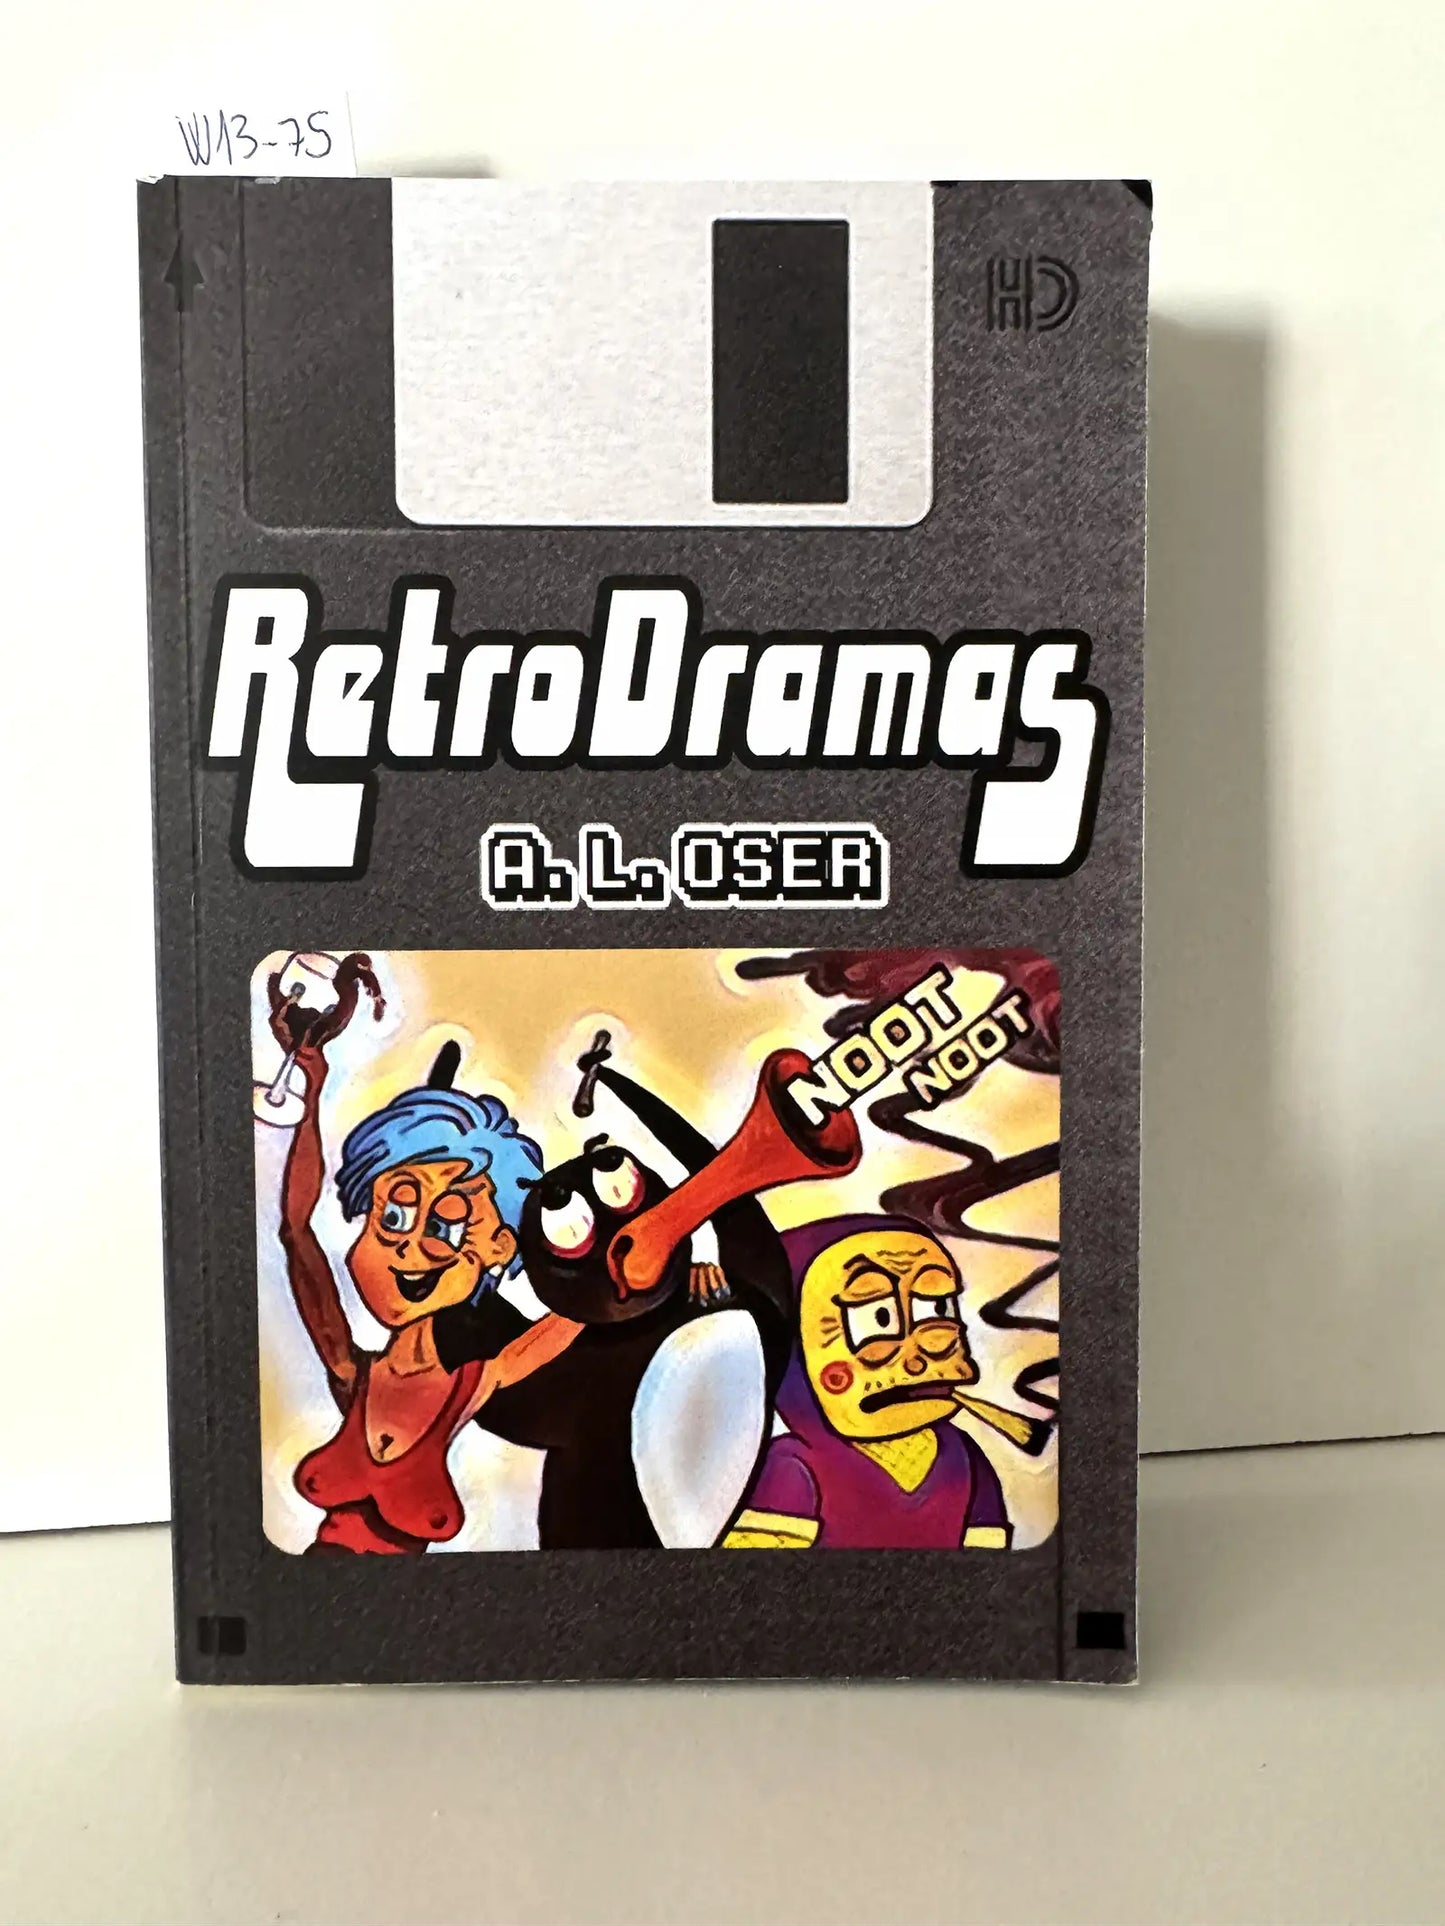 W13-75
HD
RetroDramas
A. L. OSER
NOOT
NOOT